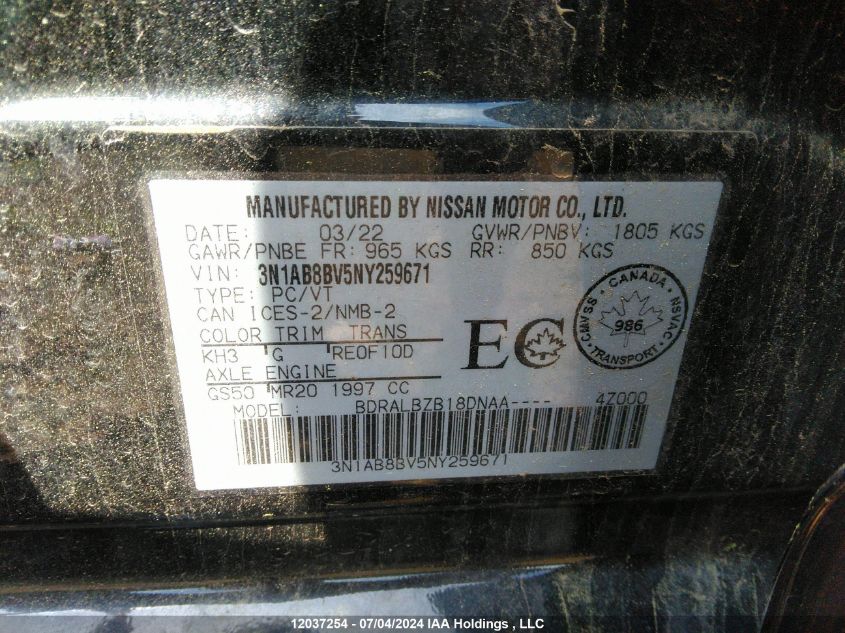 MANUFACTURED BY NISSAN MOTOR CO., LTD.
DATE: 03/22 GVWR/PNBV: 1805 KGS
GAWR/PNBE FR: 965 KGS RR: 850 KGS
VIN: 3N1AB8BV5NY259671
TYPE: PC/VT
CAN ICES-2/NMB-2
COLOR TRIM TRANS
KH3 G RE0F10D
AXLE ENGINE
GS50 MR20 1997 CC
MODEL: BDRALBZB18DNAA---- 4Z000
3N1AB8BV5NY259671
EC
CANADA
CMVSS NSVAC
986
TRANSPORT
12037254 - 07/04/2024 IAA Holdings , LLC